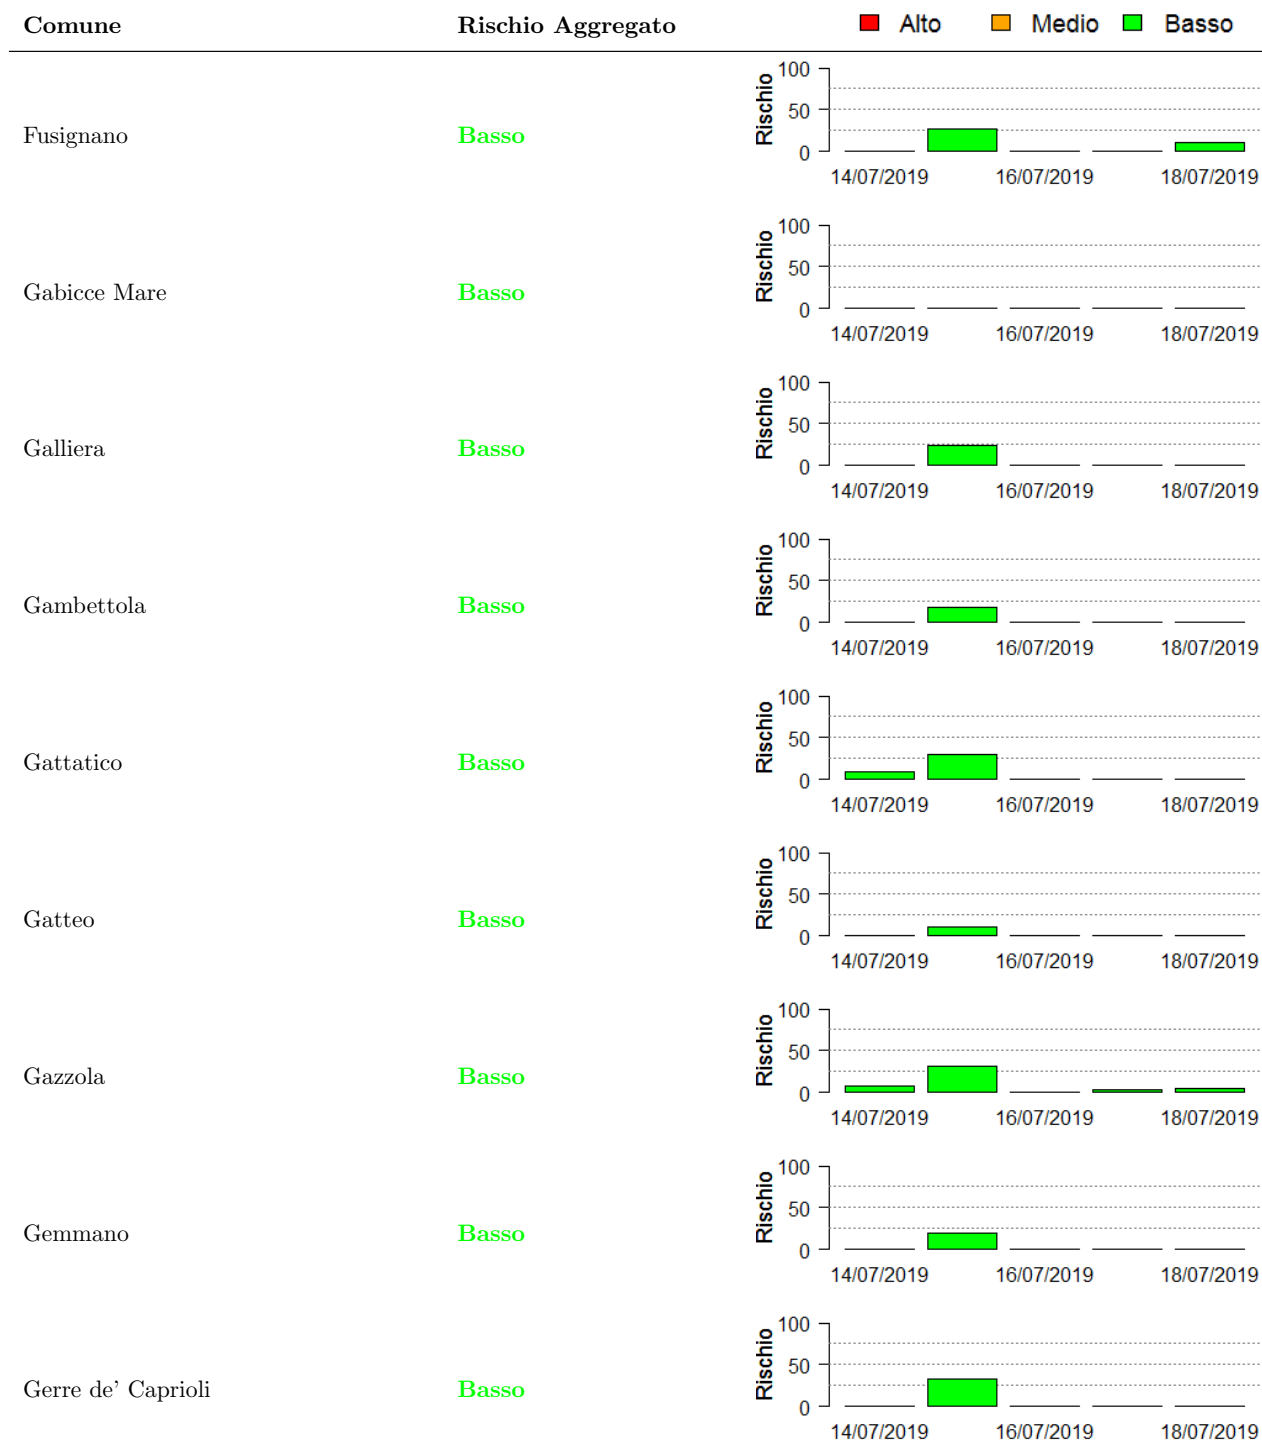 Comune Rischio Aggregato Alto Medio Basso
100
Rischio
50
Fusignano Basso
0
14/07/2019 16/07/2019 18/07/2019
100
Rischio
50
Gabicce Mare Basso
0
14/07/2019 16/07/2019 18/07/2019
100
Rischio
50
Galliera Basso
0
14/07/2019 16/07/2019 18/07/2019
100
Rischio
50
Gambettola Basso
0
14/07/2019 16/07/2019 18/07/2019
100
Rischio
50
Gattatico Basso
0
14/07/2019 16/07/2019 18/07/2019
100
Rischio
50
Gatteo Basso
0
14/07/2019 16/07/2019 18/07/2019
100
Rischio
50
Gazzola Basso
0
14/07/2019 16/07/2019 18/07/2019
100
Rischio
50
Gemmano Basso
0
14/07/2019 16/07/2019 18/07/2019
100
Rischio
50
Gerre de' Caprioli Basso
0
14/07/2019 16/07/2019 18/07/2019